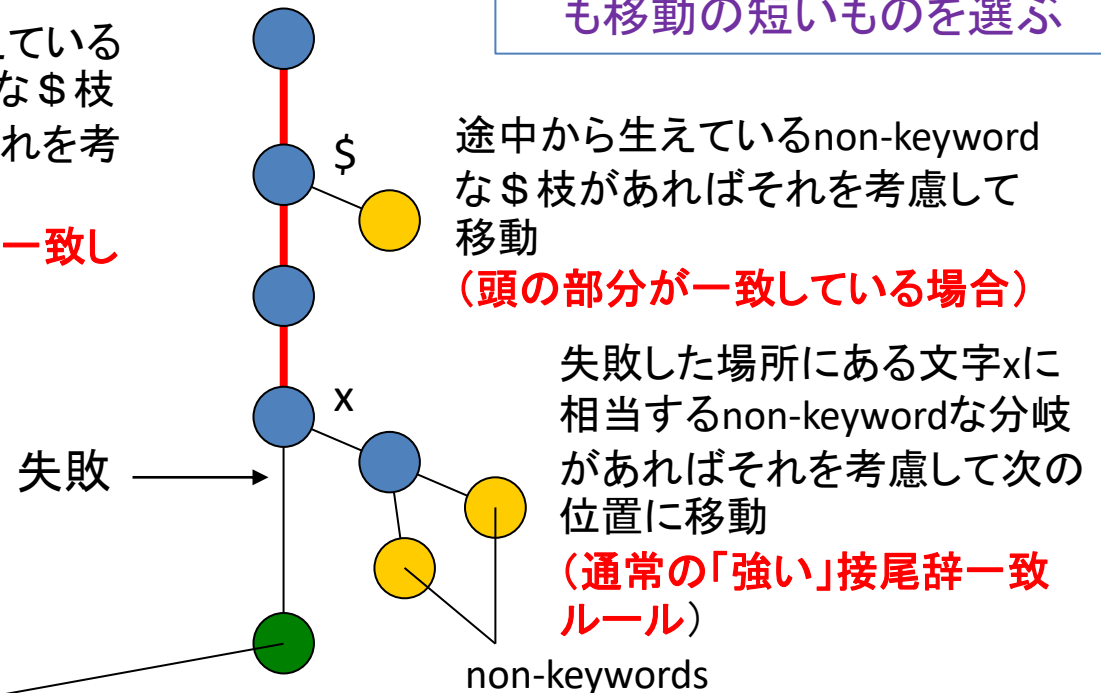 も移動の短いものを選ぶ
えている
な＄枝
れを考
一致し
$
途中から生えているnon-keyword
な＄枝があればそれを考慮して
移動
（頭の部分が一致している場合）
x
失敗した場所にある文字xに
相当するnon-keywordな分岐
があればそれを考慮して次の
位置に移動
（通常の「強い」接尾辞一致
ルール）
失敗
non-keywords